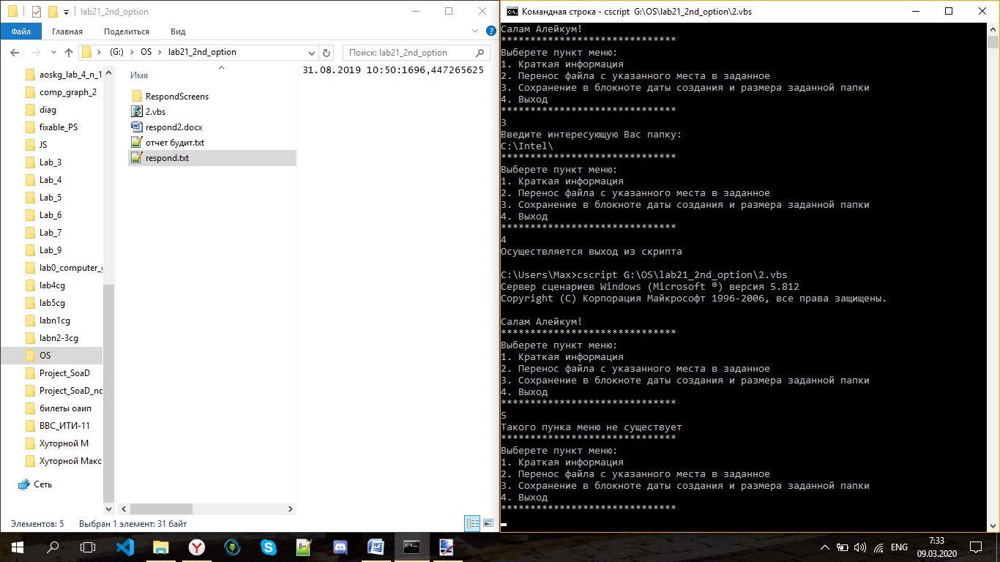 lab21_2nd_option
Файл Главная Поделиться Вид
(G:) OS lab21_2nd_option
Поиск: lab21_2nd_option
aoskg_lab_4_n_1
comp_graph_2
diag
fixable_PS
JS
Lab_3
Lab_4
Lab_5
Lab_6
Lab_7
Lab_9
lab0_computer_
lab4cg
lab5cg
labn1cg
labn2-3cg
OS
Project_SoaD
Project_SoaD_nc
билеты оаип
ВВС_ИТИ-11
Хуторной М
Хуторной Макс
Сеть
Имя
RespondScreens
2.vbs
respond2.docx
отчет будит.txt
respond.txt
31.08.2019 10:50:1696,447265625
Элементов: 5 Выбран 1 элемент: 31 байт
Командная строка - cscript G:\OS\lab21_2nd_option\2.vbs
Салам Алейкум!
******************************
Выберете пункт меню:
1. Краткая информация
2. Перенос файла с указанного места в заданное
3. Сохранение в блокноте даты создания и размера заданной папки
4. Выход
******************************
3
Введите интересующую Вас папку:
C:\Intel\
******************************
Выберете пункт меню:
1. Краткая информация
2. Перенос файла с указанного места в заданное
3. Сохранение в блокноте даты создания и размера заданной папки
4. Выход
******************************
4
Осуществляется выход из скрипта
C:\Users\Max>cscript G:\OS\lab21_2nd_option\2.vbs
Сервер сценариев Windows (Microsoft ®) версия 5.812
Copyright (C) Корпорация Майкрософт 1996-2006, все права защищены.
Салам Алейкум!
******************************
Выберете пункт меню:
1. Краткая информация
2. Перенос файла с указанного места в заданное
3. Сохранение в блокноте даты создания и размера заданной папки
4. Выход
******************************
5
Такого пунка меню не существует
******************************
Выберете пункт меню:
1. Краткая информация
2. Перенос файла с указанного места в заданное
3. Сохранение в блокноте даты создания и размера заданной папки
4. Выход
******************************
ENG
7:33
09.03.2020